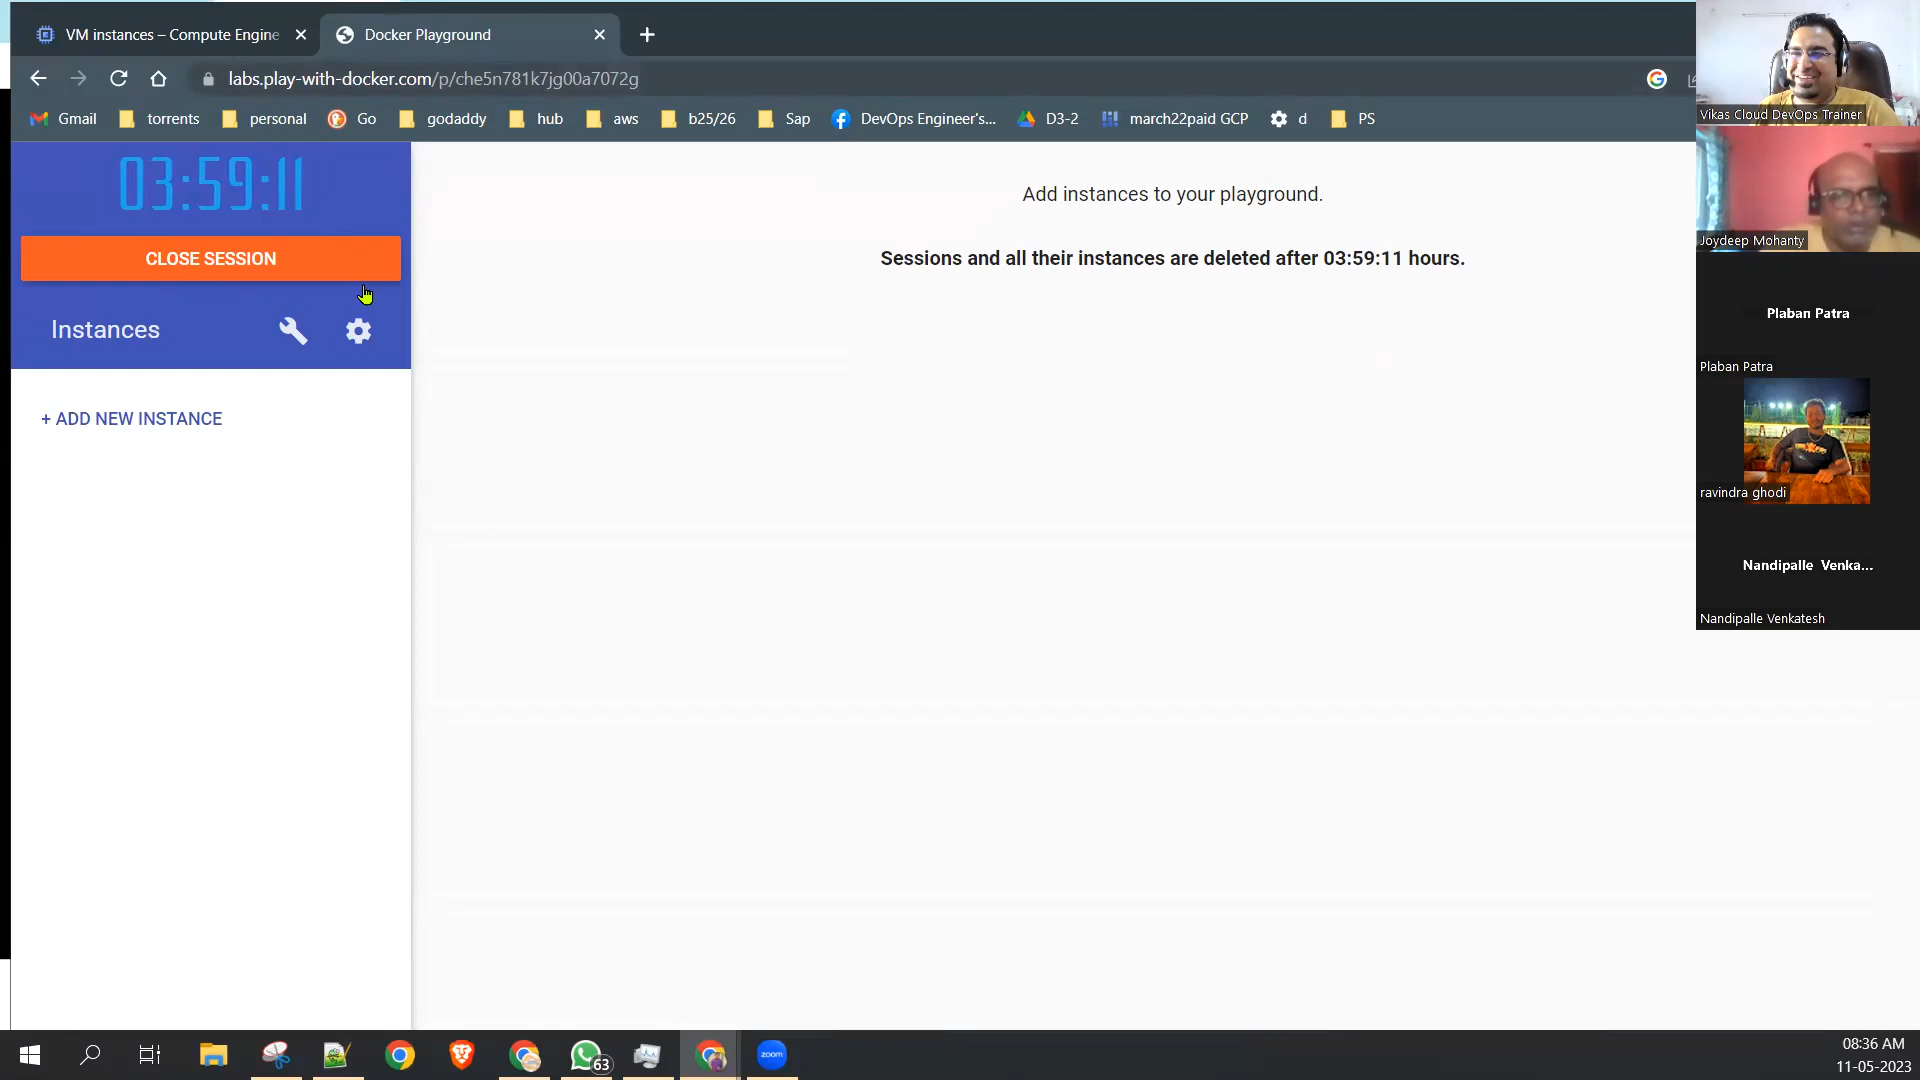 VM instances – Compute Engine
Docker Playground
labs.play-with-docker.com/p/che5n781k7jg00a7072g
Gmail
torrents
personal
Go
godaddy
hub
aws
b25/26
Sap
DevOps Engineer's...
D3-2
march22paid GCP
d
PS
03:59:11
CLOSE SESSION
Instances
+ ADD NEW INSTANCE
Add instances to your playground.
Sessions and all their instances are deleted after 03:59:11 hours.
Vikas Cloud DevOps Trainer
Joydeep Mohanty
Plaban Patra
Plaban Patra
ravindra ghodi
Nandipalle Venka...
Nandipalle Venkatesh
63
zoom
08:36 AM
11-05-2023